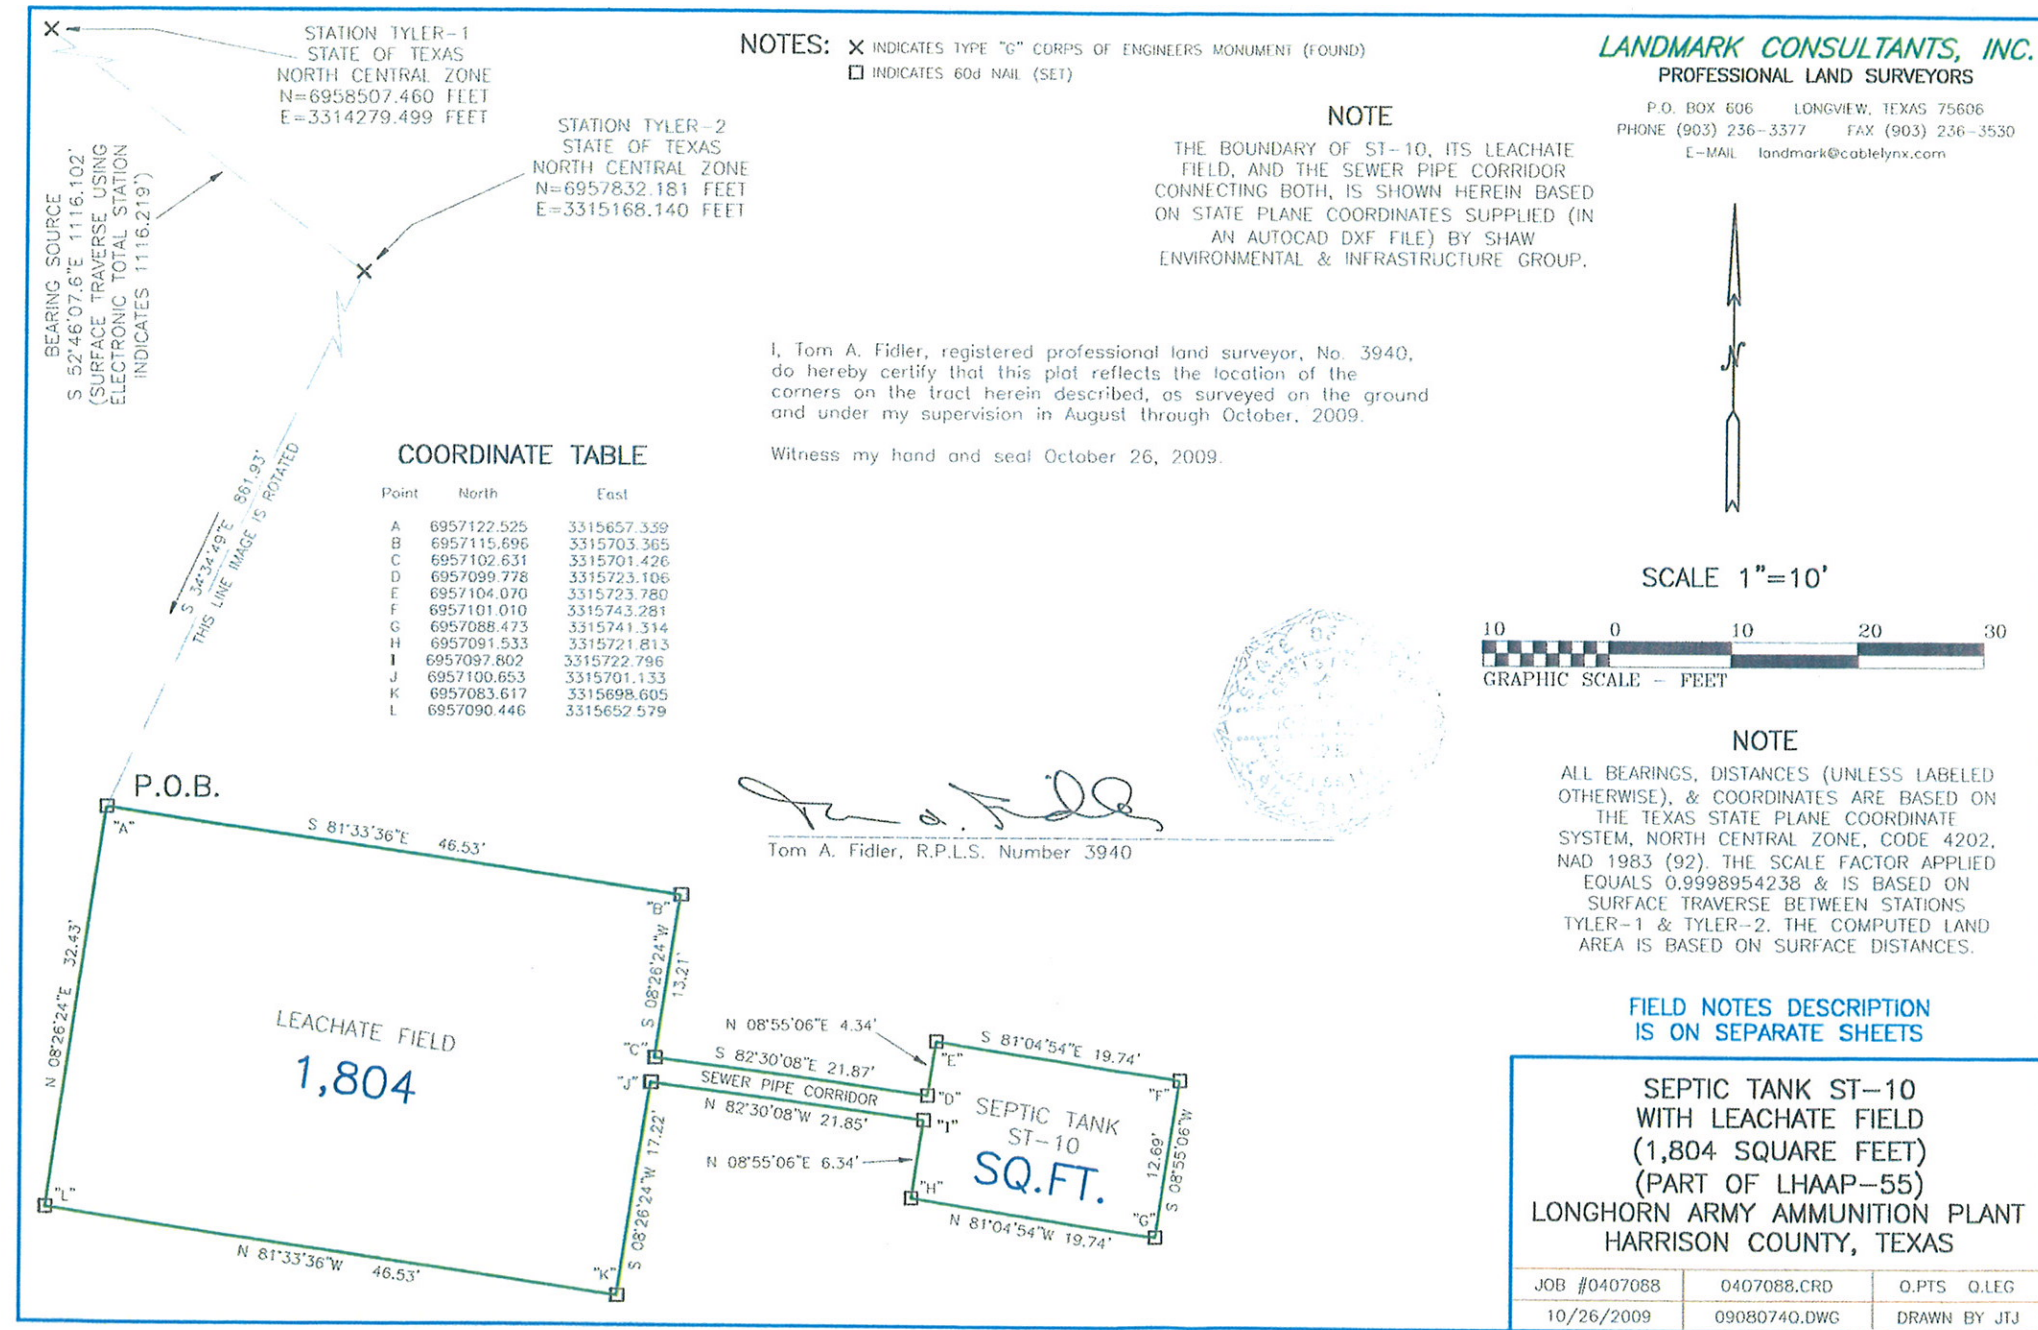 STATION TYLER-1
STATE OF TEXAS
NORTH CENTRAL ZONE
N=6958507.460 FEET
E=3314279.499 FEET
STATION TYLER-2
STATE OF TEXAS
NORTH CENTRAL ZONE
N=6957832.181 FEET
E=3315168.140 FEET
BEARING SOURCE
S 52°46'07.6"E 1116.102'
(SURFACE TRAVERSE USING
ELECTRONIC TOTAL STATION
INDICATES 1116.219')
S 34°34'49"E 861.93'
THIS LINE IMAGE IS ROTATED
NOTES: X INDICATES TYPE "G" CORPS OF ENGINEERS MONUMENT (FOUND)
□ INDICATES 60d NAIL (SET)
NOTE
THE BOUNDARY OF ST-10, ITS LEACHATE
FIELD, AND THE SEWER PIPE CORRIDOR
CONNECTING BOTH, IS SHOWN HEREIN BASED
ON STATE PLANE COORDINATES SUPPLIED (IN
AN AUTOCAD DXF FILE) BY SHAW
ENVIRONMENTAL & INFRASTRUCTURE GROUP.
LANDMARK CONSULTANTS, INC.
PROFESSIONAL LAND SURVEYORS
P.O. BOX 606 LONGVIEW, TEXAS 75606
PHONE (903) 236-3377 FAX (903) 236-3530
E-MAIL landmark@cablelynx.com
N
I, Tom A. Fidler, registered professional land surveyor, No. 3940,
do hereby certify that this plat reflects the location of the
corners on the tract herein described, as surveyed on the ground
and under my supervision in August through October, 2009.
Witness my hand and seal October 26, 2009.
COORDINATE TABLE
Point North East
A 6957122.525 3315657.339
B 6957115.696 3315703.365
C 6957102.631 3315701.426
D 6957099.778 3315723.106
E 6957104.070 3315723.780
F 6957101.010 3315743.281
G 6957088.473 3315741.314
H 6957091.533 3315721.813
I 6957097.802 3315722.796
J 6957100.653 3315701.133
K 6957083.617 3315698.605
L 6957090.446 3315652.579
SCALE 1"=10'
10 0 10 20 30
GRAPHIC SCALE - FEET
STATE OF
Tom A. Fidler
Tom A. Fidler, R.P.L.S. Number 3940
NOTE
ALL BEARINGS, DISTANCES (UNLESS LABELED
OTHERWISE), & COORDINATES ARE BASED ON
THE TEXAS STATE PLANE COORDINATE
SYSTEM, NORTH CENTRAL ZONE, CODE 4202,
NAD 1983 (92). THE SCALE FACTOR APPLIED
EQUALS 0.9998954238 & IS BASED ON
SURFACE TRAVERSE BETWEEN STATIONS
TYLER-1 & TYLER-2. THE COMPUTED LAND
AREA IS BASED ON SURFACE DISTANCES.
P.O.B.
"A"
S 81°33'36"E 46.53'
"B"
S 08°26'24"W
13.21'
N 08°26'24"E 32.43'
LEACHATE FIELD
1,804
"C"
"J"
"L"
N 81°33'36"W 46.53'
"K"
S 08°26'24"W 17.22'
N 08°55'06"E 4.34'
S 82°30'08"E 21.87'
SEWER PIPE CORRIDOR
N 82°30'08"W 21.85'
N 08°55'06"E 6.34'
S 81°04'54"E 19.74'
"E"
"F"
"D"
"I"
SEPTIC TANK
ST-10
SQ.FT.
12.69'
S 08°55'06"W
"H"
"G"
N 81°04'54"W 19.74'
FIELD NOTES DESCRIPTION
IS ON SEPARATE SHEETS
SEPTIC TANK ST-10
WITH LEACHATE FIELD
(1,804 SQUARE FEET)
(PART OF LHAAP-55)
LONGHORN ARMY AMMUNITION PLANT
HARRISON COUNTY, TEXAS
JOB #0407088 0407088.CRD O.PTS O.LEG
10/26/2009 0908074O.DWG DRAWN BY JTJ